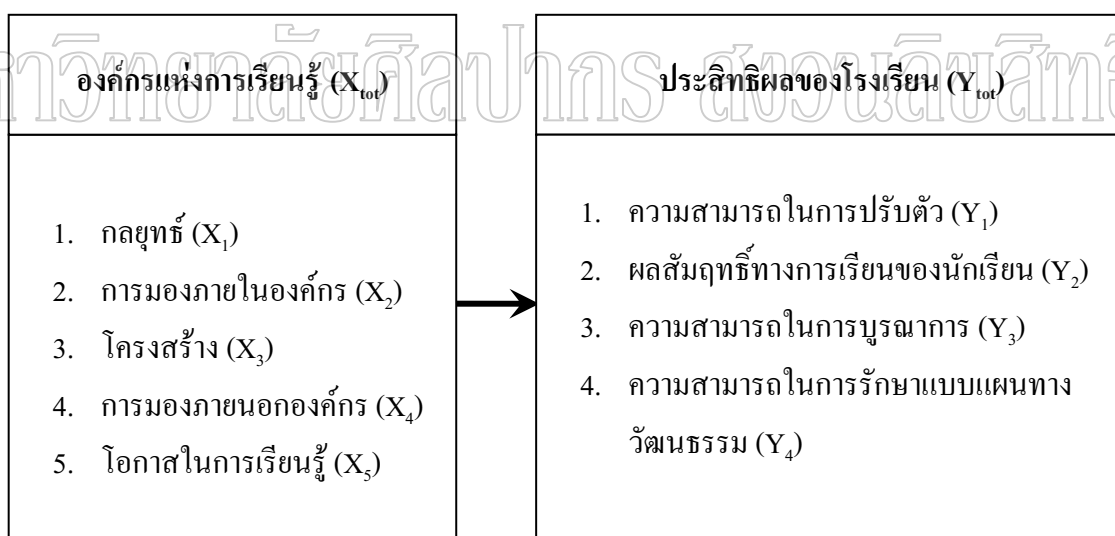 องค์กรแห่งการเรียนรู้ (Xtot)
1. กลยุทธ์ (X1)
2. การมองภายในองค์กร (X2)
3. โครงสร้าง (X3)
4. การมองภายนอกองค์กร (X4)
5. โอกาสในการเรียนรู้ (X5)
ประสิทธิผลของโรงเรียน (Ytot)
1. ความสามารถในการปรับตัว (Y1)
2. ผลสัมฤทธิ์ทางการเรียนของนักเรียน (Y2)
3. ความสามารถในการบูรณาการ (Y3)
4. ความสามารถในการรักษาแบบแผนทาง
วัฒนธรรม (Y4)